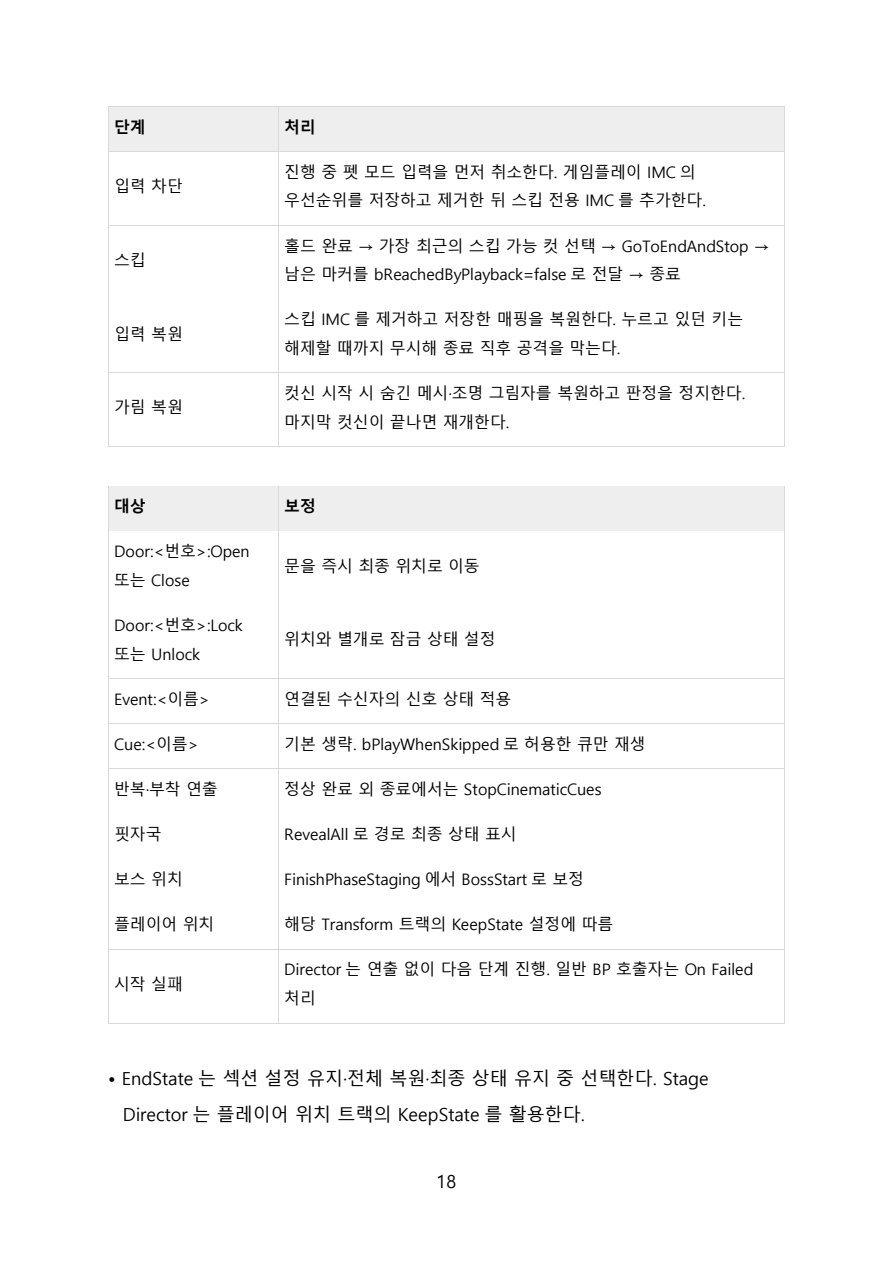 단계 처리
입력 차단 진행 중 펫 모드 입력을 먼저 취소한다. 게임플레이 IMC 의
우선순위를 저장하고 제거한 뒤 스킵 전용 IMC 를 추가한다.
스킵 홀드 완료 → 가장 최근의 스킵 가능 컷 선택 → GoToEndAndStop →
남은 마커를 bReachedByPlayback=false 로 전달 → 종료
입력 복원 스킵 IMC 를 제거하고 저장한 매핑을 복원한다. 누르고 있던 키는
해제할 때까지 무시해 종료 직후 공격을 막는다.
가림 복원 컷신 시작 시 숨긴 메시·조명 그림자를 복원하고 판정을 정지한다.
마지막 컷신이 끝나면 재개한다.
대상 보정
Door:<번호>:Open
또는 Close 문을 즉시 최종 위치로 이동
Door:<번호>:Lock
또는 Unlock 위치와 별개로 잠금 상태 설정
Event:<이름> 연결된 수신자의 신호 상태 적용
Cue:<이름> 기본 생략. bPlayWhenSkipped 로 허용한 큐만 재생
반복·부착 연출 정상 완료 외 종료에서는 StopCinematicCues
핏자국 RevealAll 로 경로 최종 상태 표시
보스 위치 FinishPhaseStaging 에서 BossStart 로 보정
플레이어 위치 해당 Transform 트랙의 KeepState 설정에 따름
시작 실패 Director 는 연출 없이 다음 단계 진행. 일반 BP 호출자는 On Failed
처리
• EndState 는 섹션 설정 유지·전체 복원·최종 상태 유지 중 선택한다. Stage
Director 는 플레이어 위치 트랙의 KeepState 를 활용한다.
18